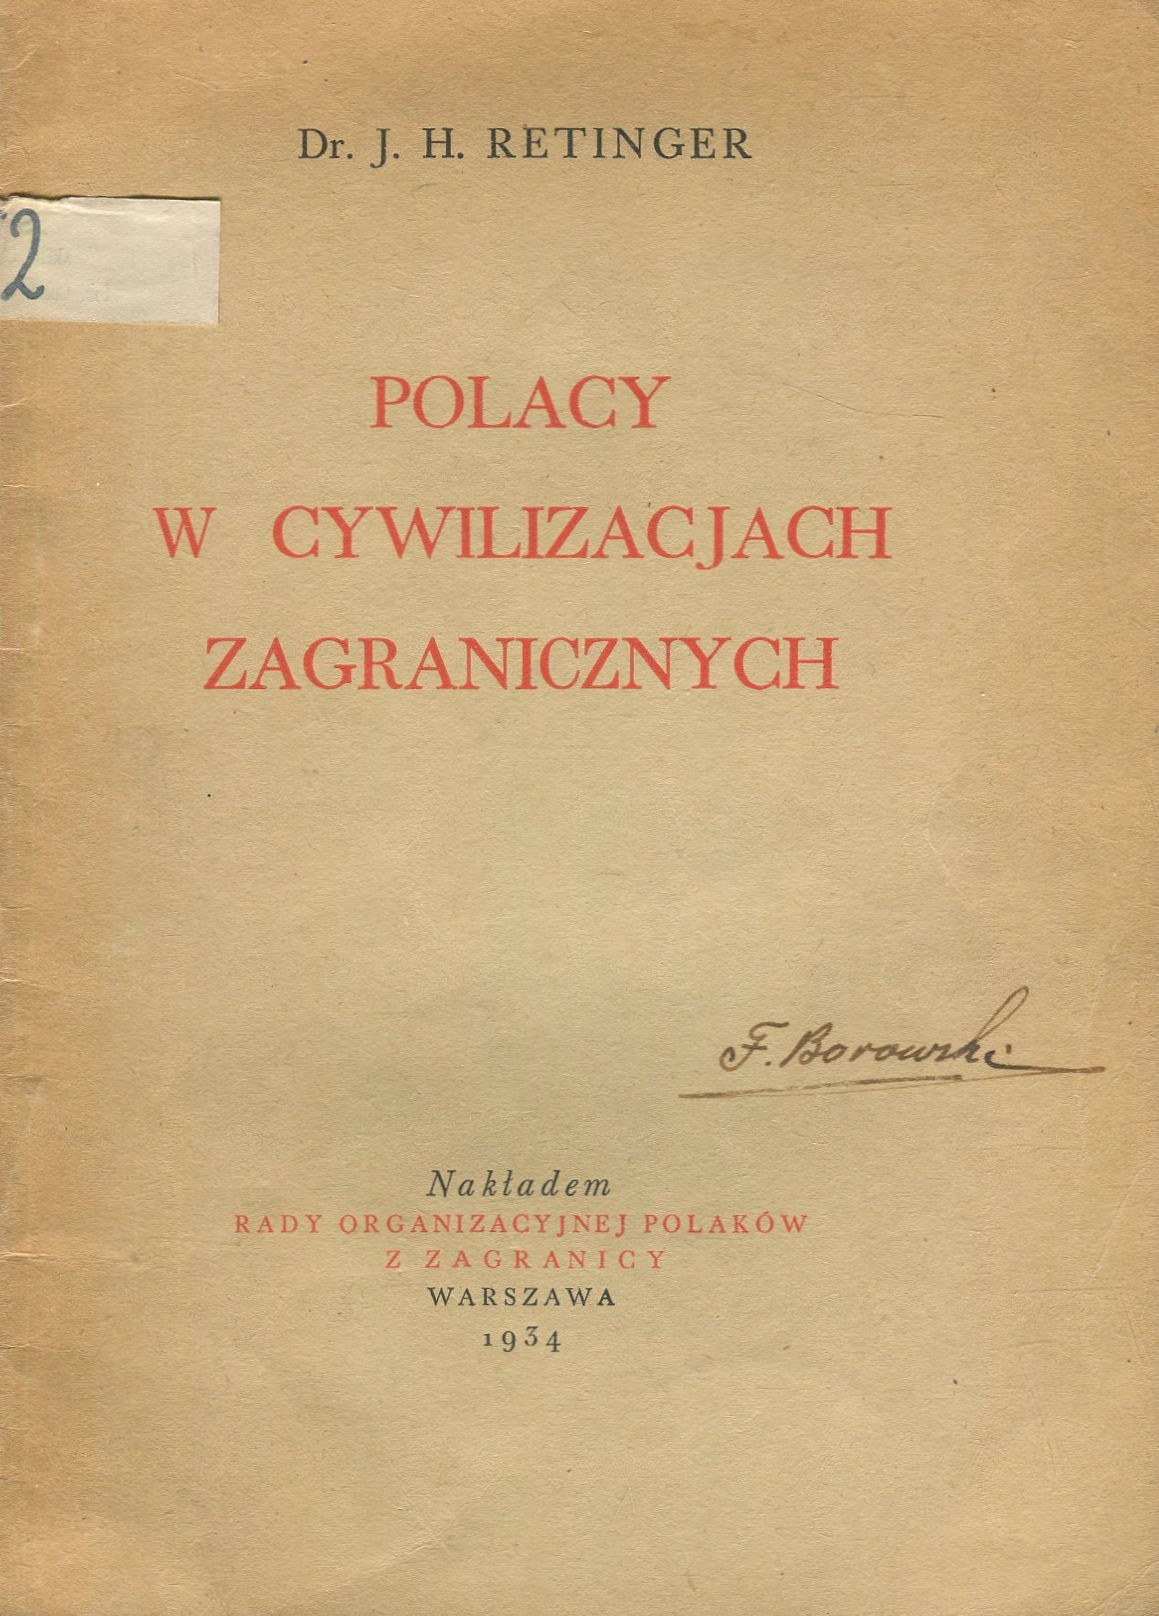 Dr. J. H. RETINGER
2
POLACY
W CYWILIZACJACH
ZAGRANICZNYCH
F. Borowski
Nakładem
RADY ORGANIZACYJNEJ POLAKÓW
Z ZAGRANICY
WARSZAWA
1934